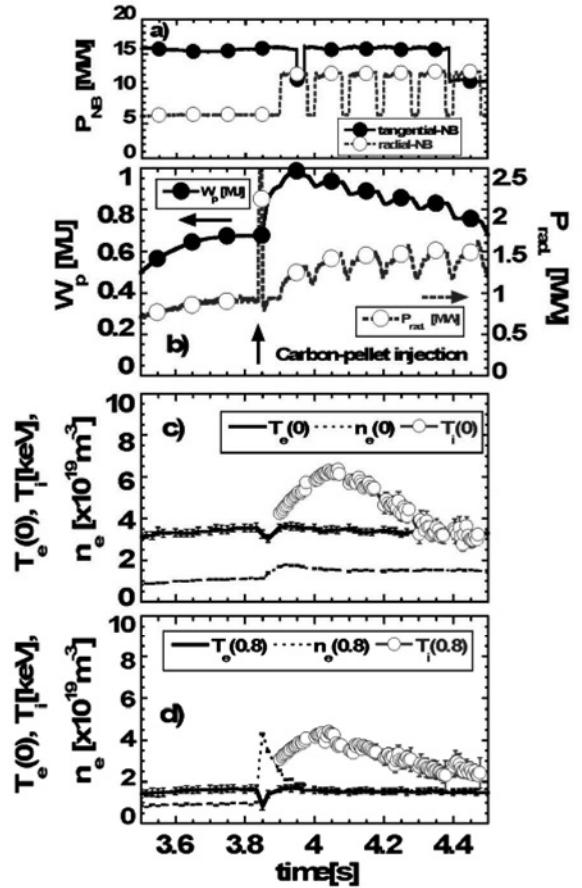 a)
P_NB [MW]
20
15
10
5
0
tangential-NB
radial-NB
W_p [MJ]
1
0.8
0.6
0.4
0.2
0
W_p [MJ]
2.5
2
1.5
1
0.5
0
P_rad. [MW]
P_rad. [MW]
b)
Carbon-pellet injection
T_e(0), T_i[keV],
n_e [x10^19 m^-3]
10
8
6
4
2
0
c)
T_e(0) n_e(0) T_i(0)
T_e(0), T_i[keV],
n_e [x10^19 m^-3]
10
8
6
4
2
0
T_e(0.8) n_e(0.8) T_i(0.8)
d)
3.6 3.8 4 4.2 4.4
time[s]